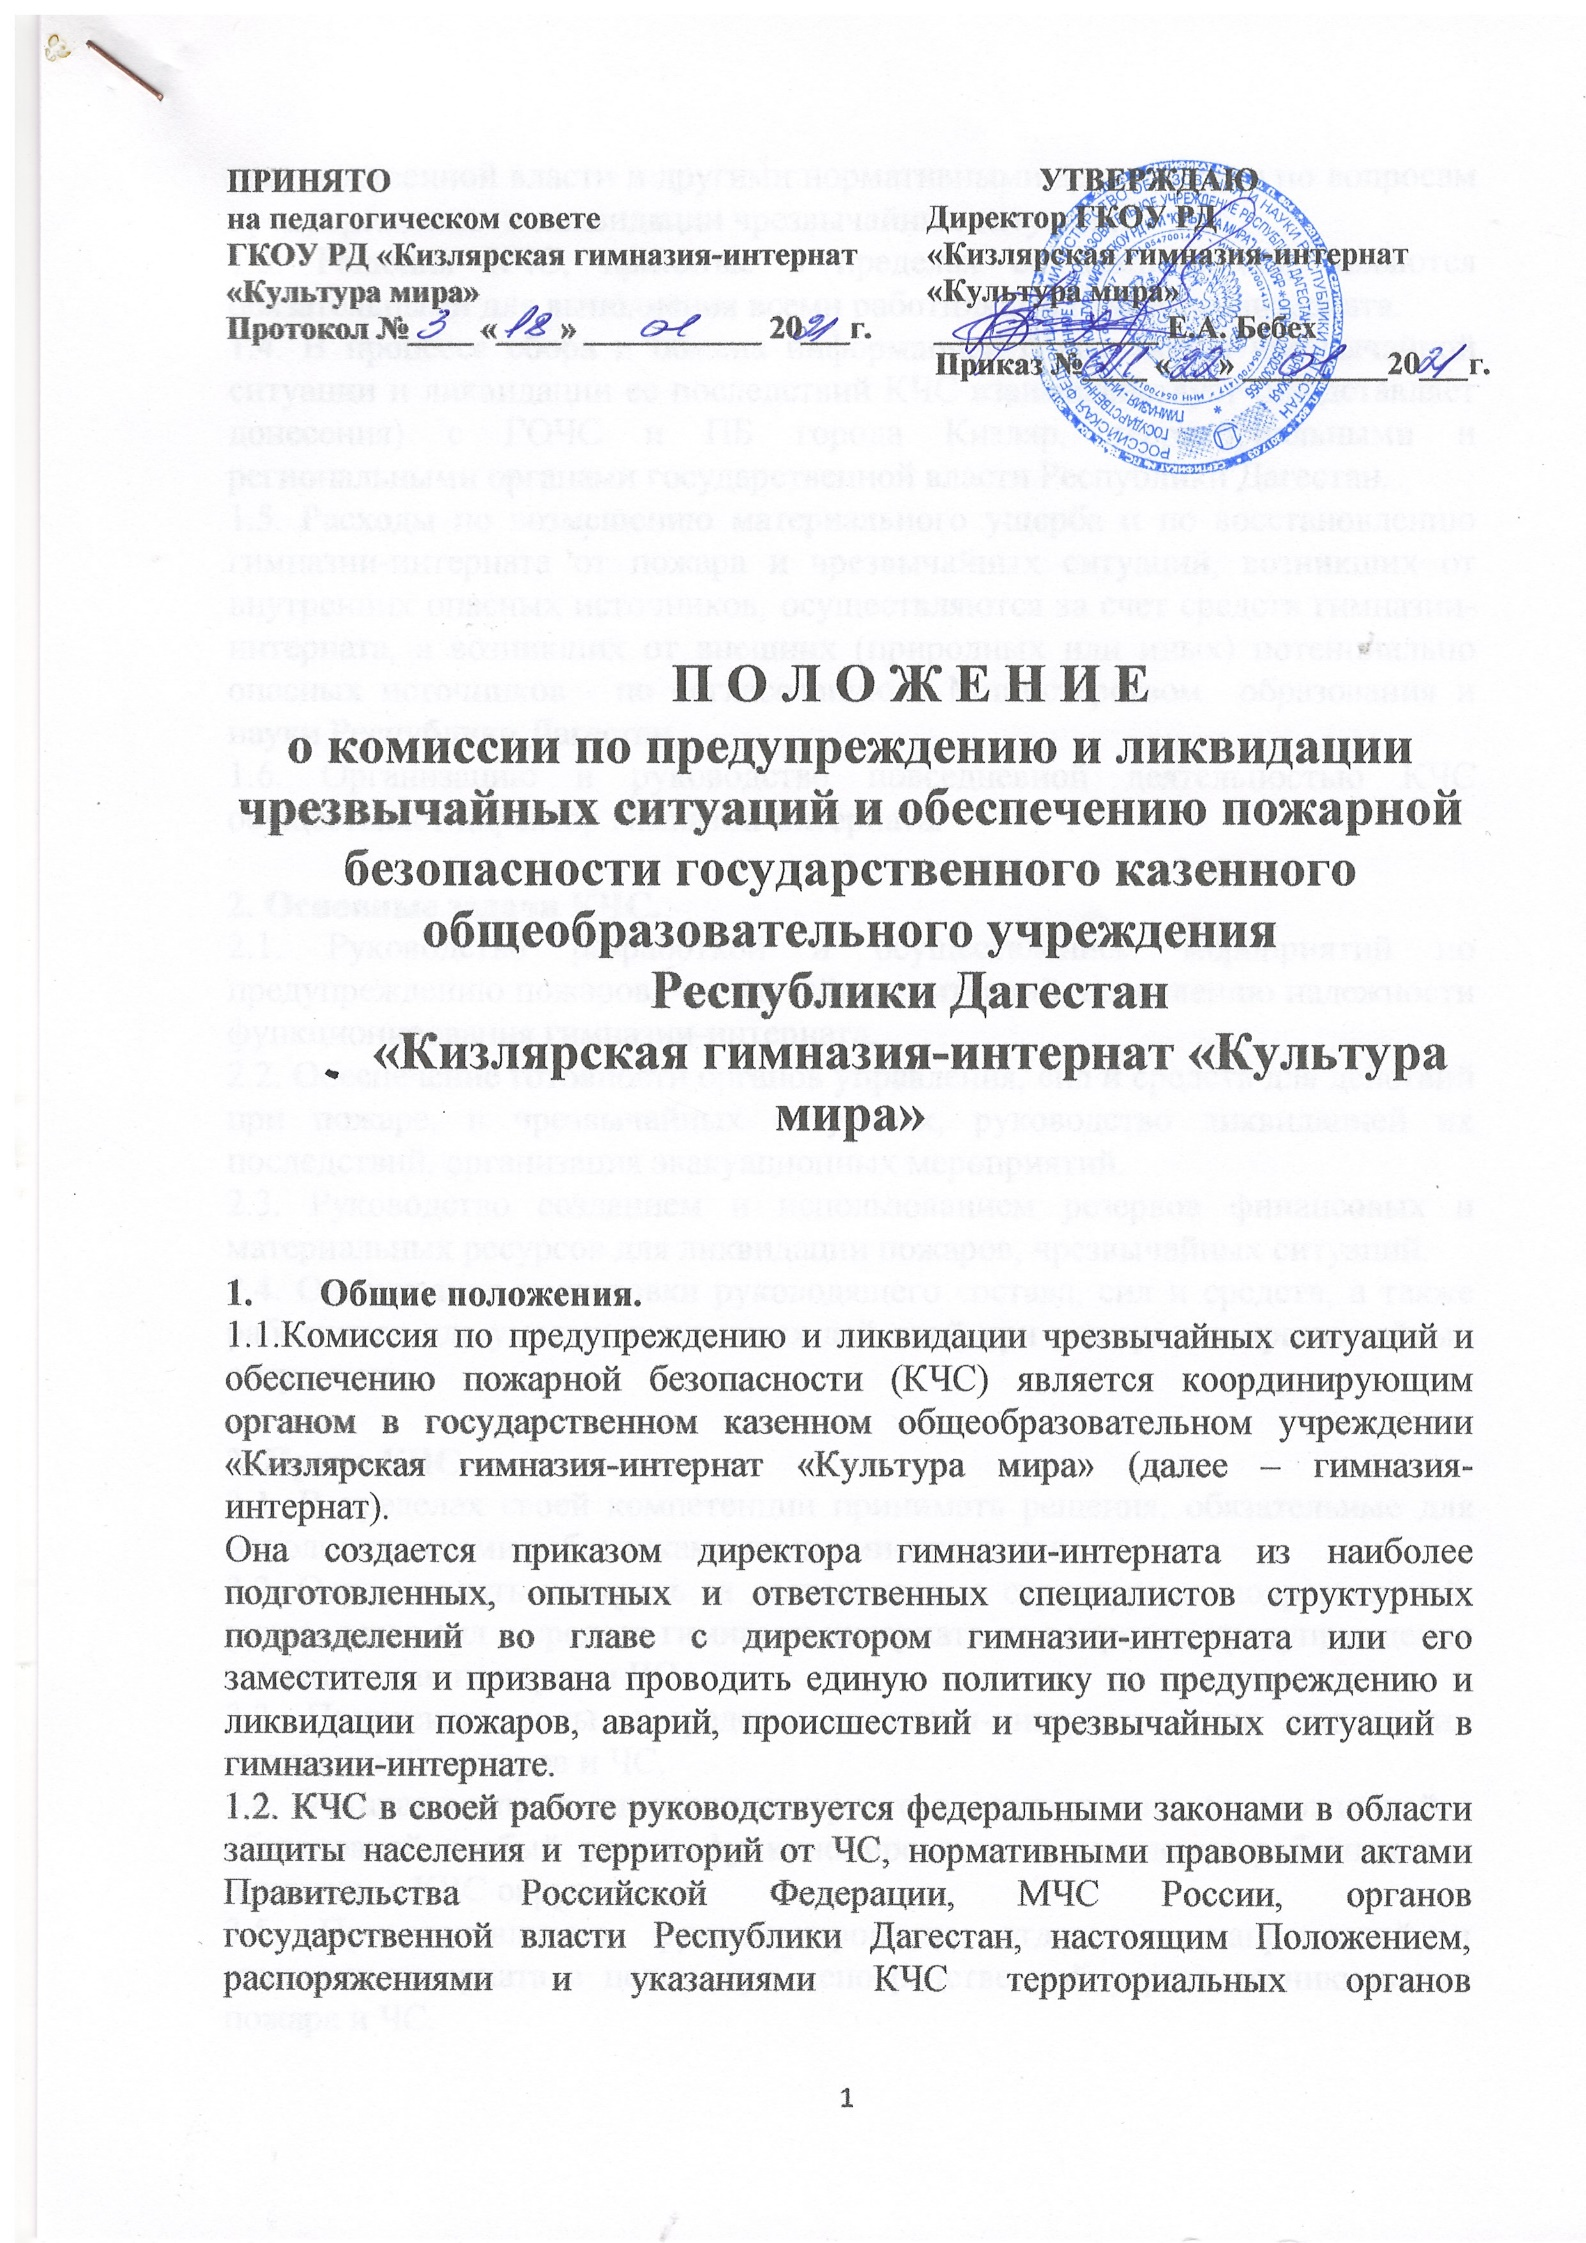 ПРИНЯТО
на педагогическом совете
ГКОУ РД «Кизлярская гимназия-интернат
«Культура мира»
Протокол № 3 « 18 » 01 2021 г.
УТВЕРЖДАЮ
Директор ГКОУ РД
«Кизлярская гимназия-интернат
«Культура мира»
Е.А. Бебех
Приказ № « 22 » 01 2021 г.
П О Л О Ж Е Н И Е
о комиссии по предупреждению и ликвидации
чрезвычайных ситуаций и обеспечению пожарной
безопасности государственного казенного
общеобразовательного учреждения
Республики Дагестан
«Кизлярская гимназия-интернат «Культура
мира»
1. Общие положения.
1.1.Комиссия по предупреждению и ликвидации чрезвычайных ситуаций и
обеспечению пожарной безопасности (КЧС) является координирующим
органом в государственном казенном общеобразовательном учреждении
«Кизлярская гимназия-интернат «Культура мира» (далее – гимназия-
интернат).
Она создается приказом директора гимназии-интерната из наиболее
подготовленных, опытных и ответственных специалистов структурных
подразделений во главе с директором гимназии-интерната или его
заместителя и призвана проводить единую политику по предупреждению и
ликвидации пожаров, аварий, происшествий и чрезвычайных ситуаций в
гимназии-интернате.
1.2. КЧС в своей работе руководствуется федеральными законами в области
защиты населения и территорий от ЧС, нормативными правовыми актами
Правительства Российской Федерации, МЧС России, органов
государственной власти Республики Дагестан, настоящим Положением,
распоряжениями и указаниями КЧС территориальных органов
1